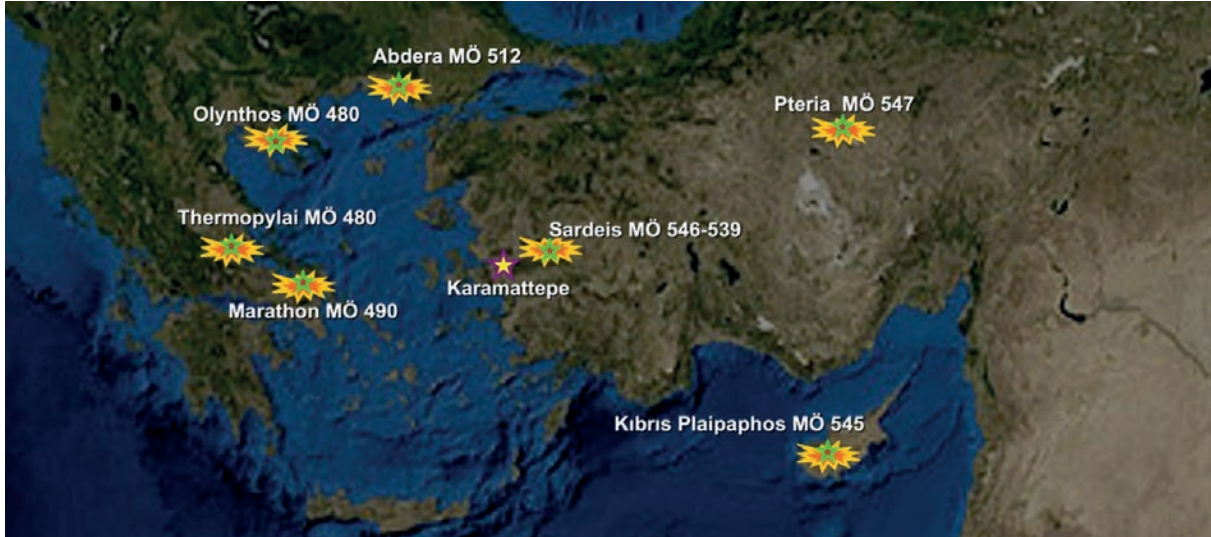 Abdera MÖ 512
Pteria MÖ 547
Olynthos MÖ 480
Thermopylai MÖ 480
Sardeis MÖ 546-539
Karamattepe
Marathon MÖ 490
Kıbrıs Plaipaphos MÖ 545